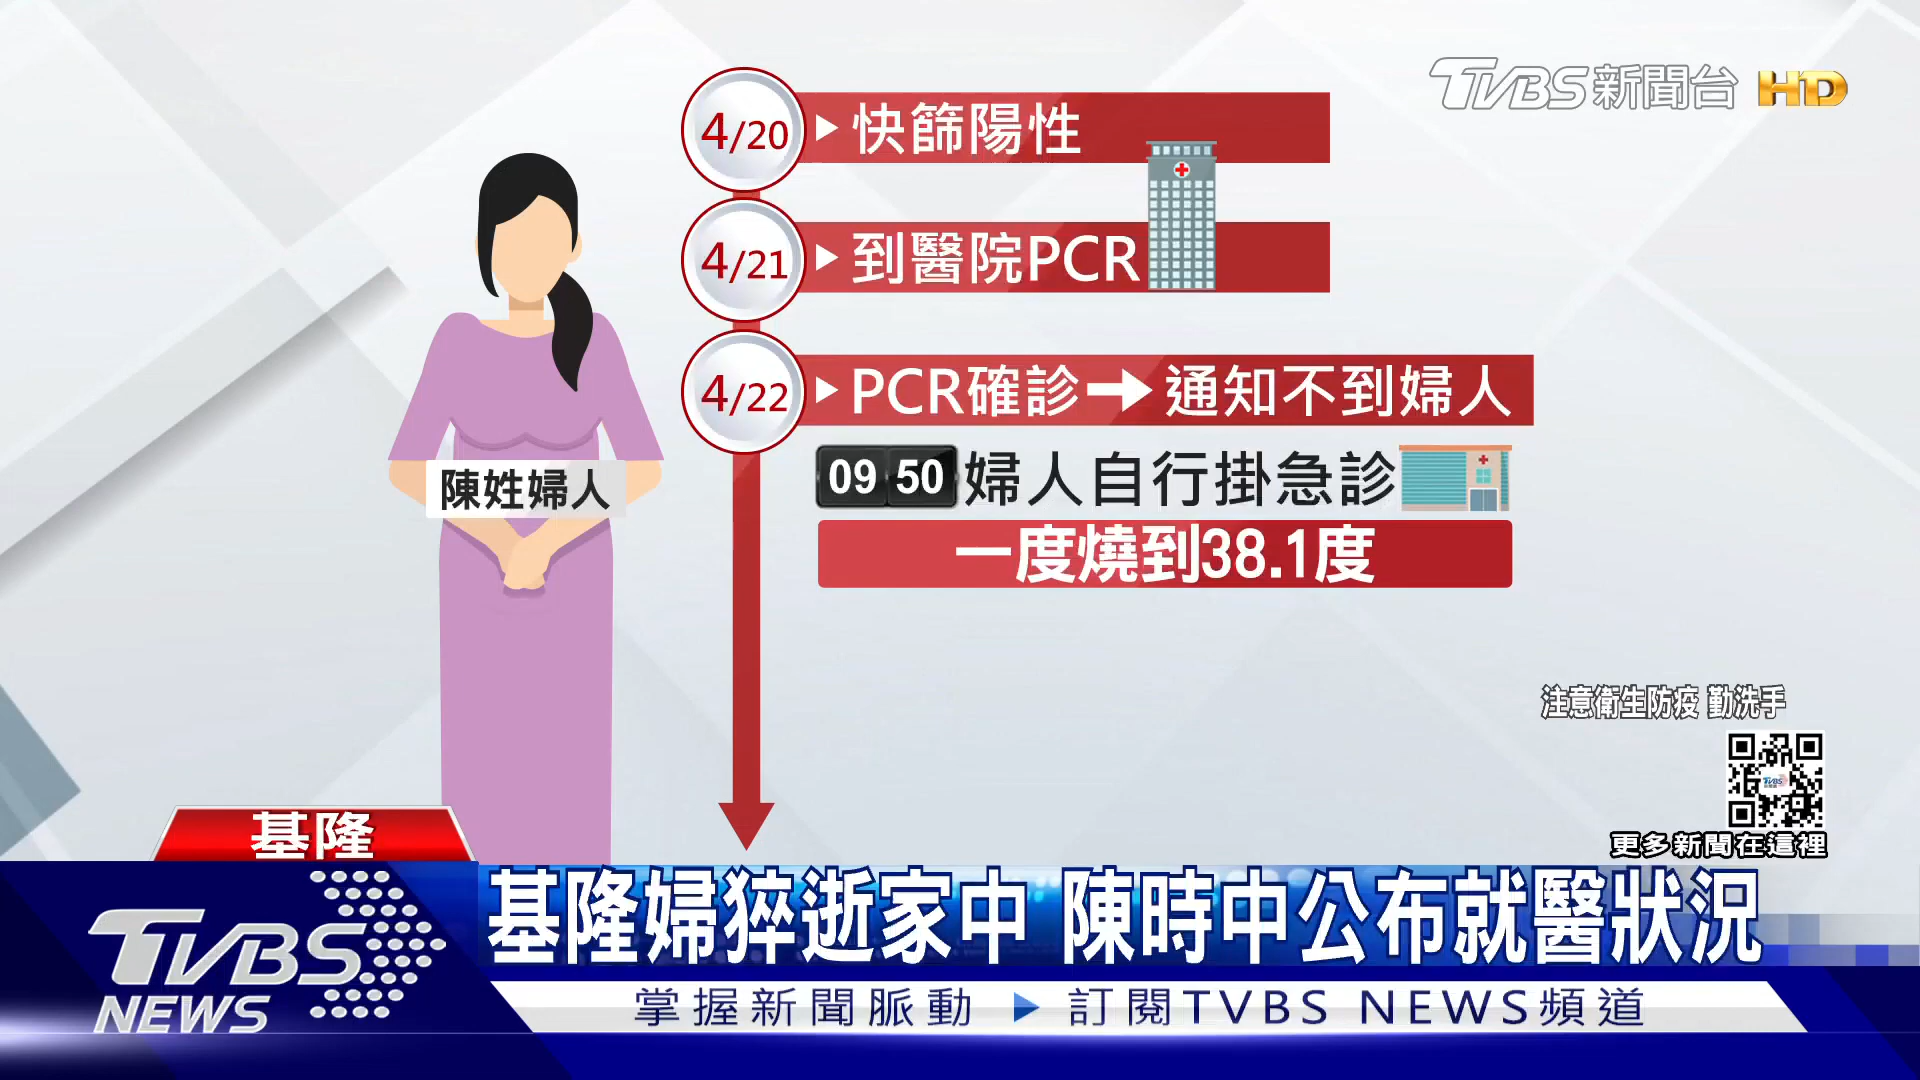 TVBS新聞台 HD
4/20 快篩陽性
4/21 到醫院PCR
4/22 PCR確診 通知不到婦人
09 50 婦人自行掛急診
一度燒到38.1度
陳姓婦人
注意衛生防疫 勤洗手
TVBS
更多新聞在這裡
基隆
基隆婦猝逝家中 陳時中公布就醫狀況
TVBS
NEWS
掌握新聞脈動 訂閱TVBS NEWS頻道